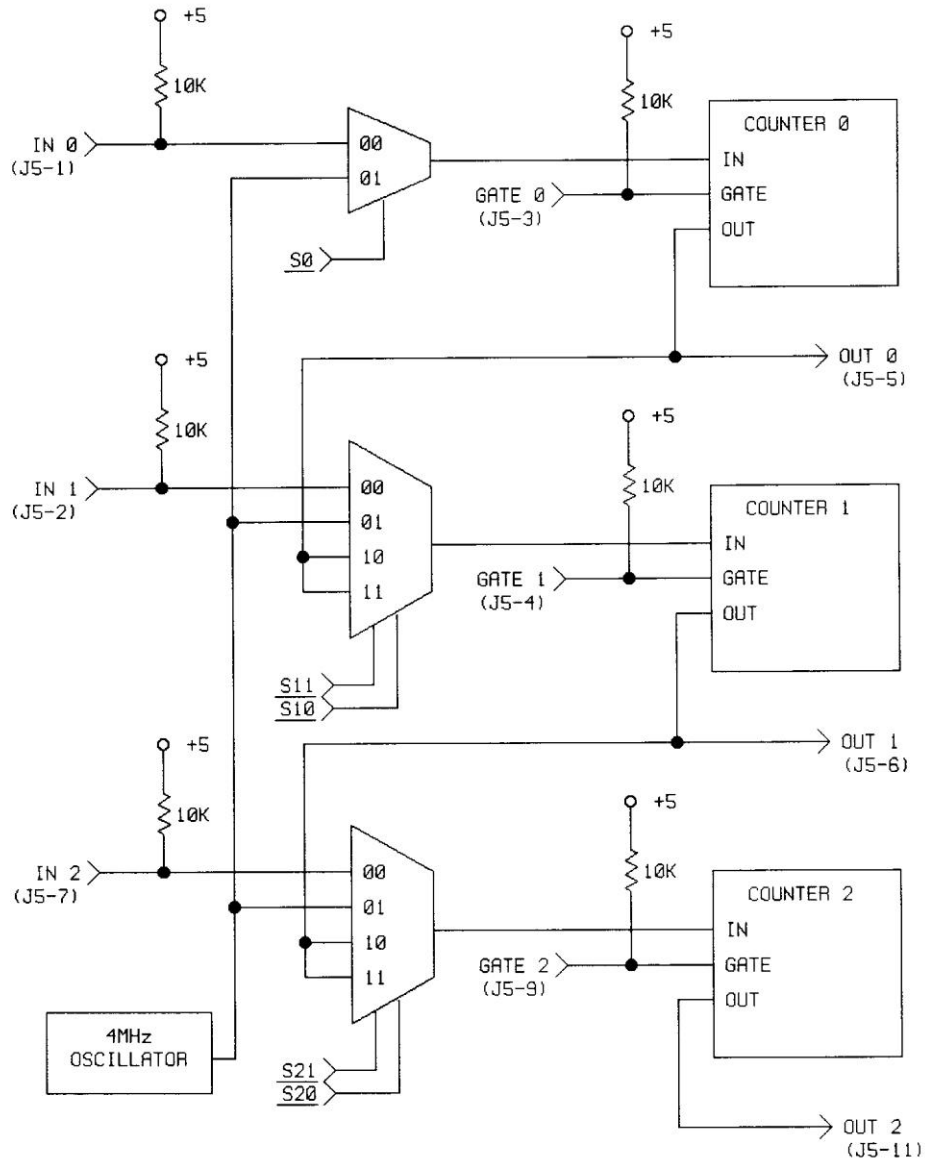 +5
10K
IN 0
(J5-1)
00
01
S0
+5
10K
GATE 0
(J5-3)
COUNTER 0
IN
GATE
OUT
OUT 0
(J5-5)
+5
10K
IN 1
(J5-2)
00
01
10
11
S11
S10
+5
10K
GATE 1
(J5-4)
COUNTER 1
IN
GATE
OUT
OUT 1
(J5-6)
+5
10K
IN 2
(J5-7)
00
01
10
11
S21
S20
+5
10K
GATE 2
(J5-9)
COUNTER 2
IN
GATE
OUT
OUT 2
(J5-11)
4MHz
OSCILLATOR